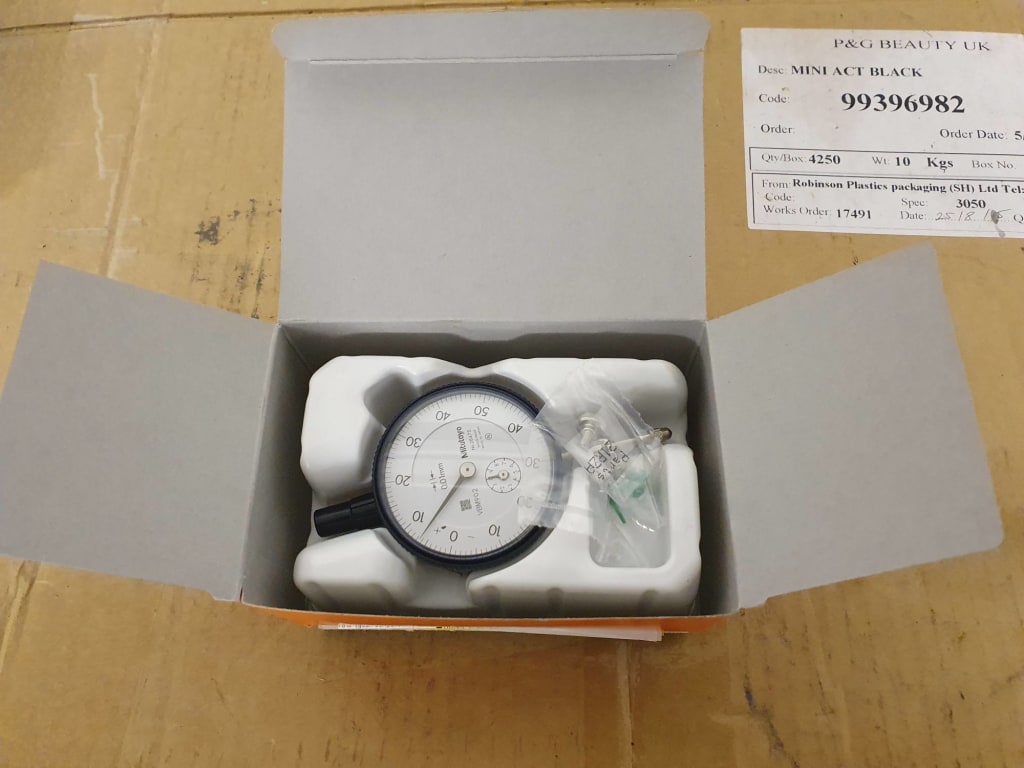 P&G BEAUTY UK
Desc: MINI ACT BLACK
Code: 99396982
Order:
Order Date: 5/
Qty/Box: 4250 Wt: 10 Kgs Box No.
From: Robinson Plastics packaging (SH) Ltd Tel:
Code:
Spec: 3050
Works Order: 17491 Date:
50
40
40
30
30
20
10
0
10
+
-
Mitutoyo
0.01mm